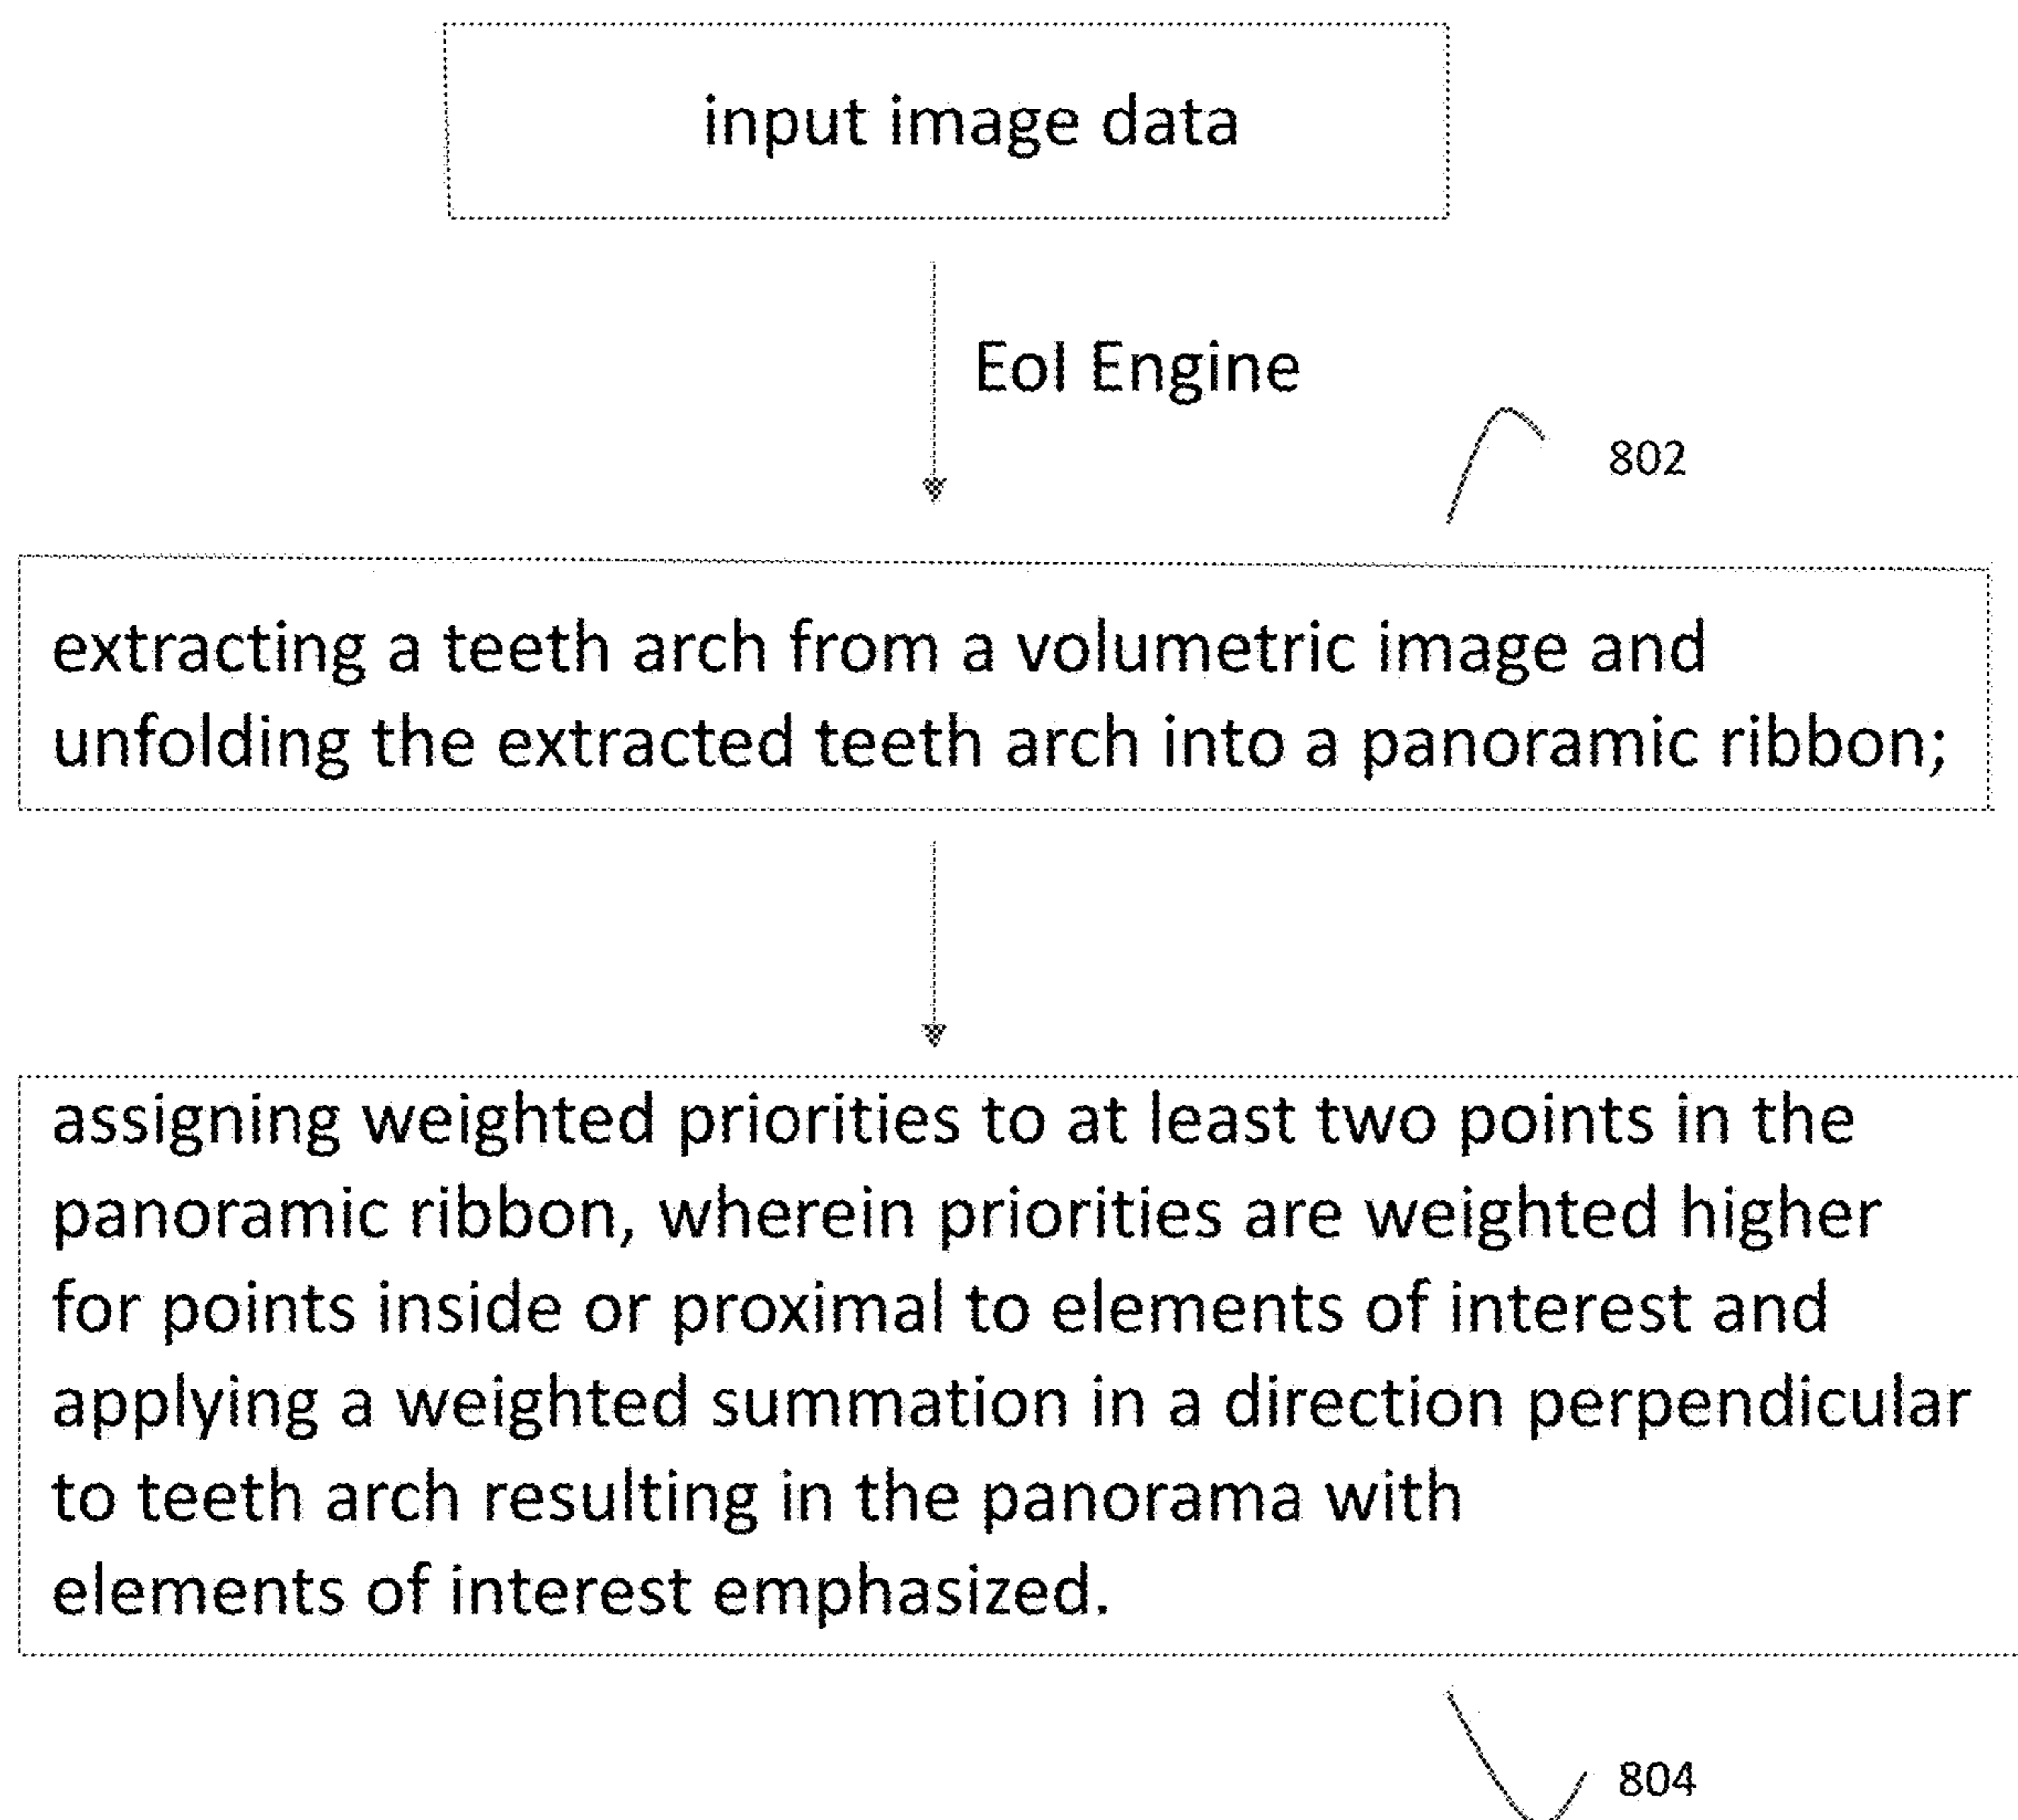 input image data
EoI Engine
802
extracting a teeth arch from a volumetric image and
unfolding the extracted teeth arch into a panoramic ribbon;
assigning weighted priorities to at least two points in the
panoramic ribbon, wherein priorities are weighted higher
for points inside or proximal to elements of interest and
applying a weighted summation in a direction perpendicular
to teeth arch resulting in the panorama with
elements of interest emphasized.
804